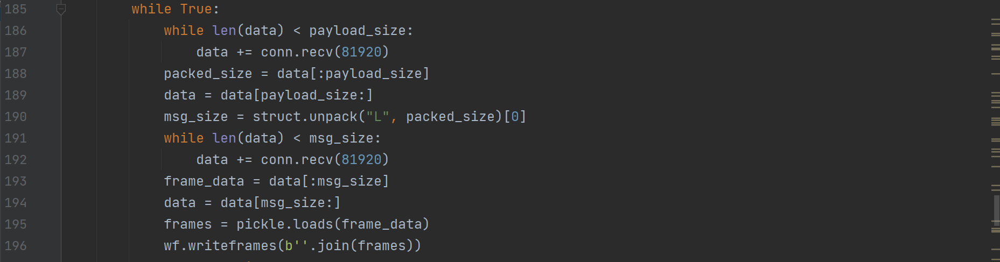 185 while True:
186 while len(data) < payload_size:
187 data += conn.recv(81920)
188 packed_size = data[:payload_size]
189 data = data[payload_size:]
190 msg_size = struct.unpack("L", packed_size)[0]
191 while len(data) < msg_size:
192 data += conn.recv(81920)
193 frame_data = data[:msg_size]
194 data = data[msg_size:]
195 frames = pickle.loads(frame_data)
196 wf.writeframes(b''.join(frames))